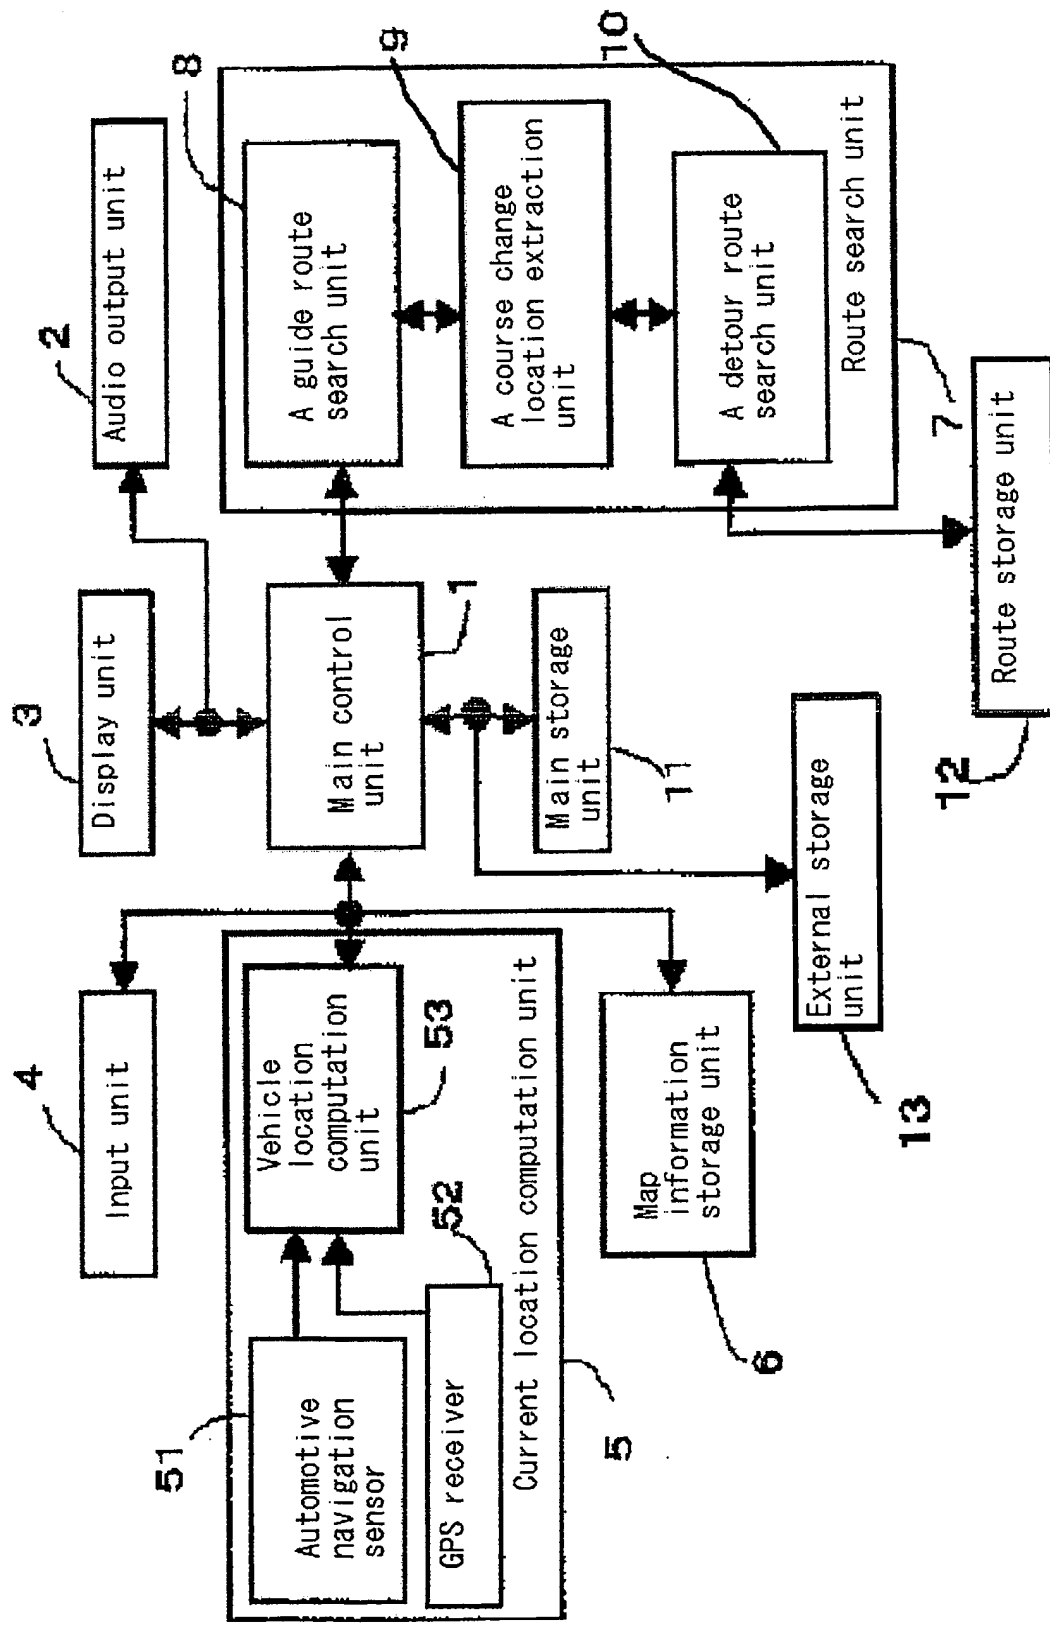 4
Input unit
3
Display unit
2
Audio output unit
51
Automotive
navigation
sensor
GPS receiver
52
Vehicle
location
computation
unit
53
Current location computation unit
5
Main control
unit
1
8
A guide route
search unit
9
A course change
location extraction
unit
10
A detour route
search unit
Route search unit
7
Map
information
storage unit
6
Main storage
unit
11
External storage
unit
13
Route storage unit
12